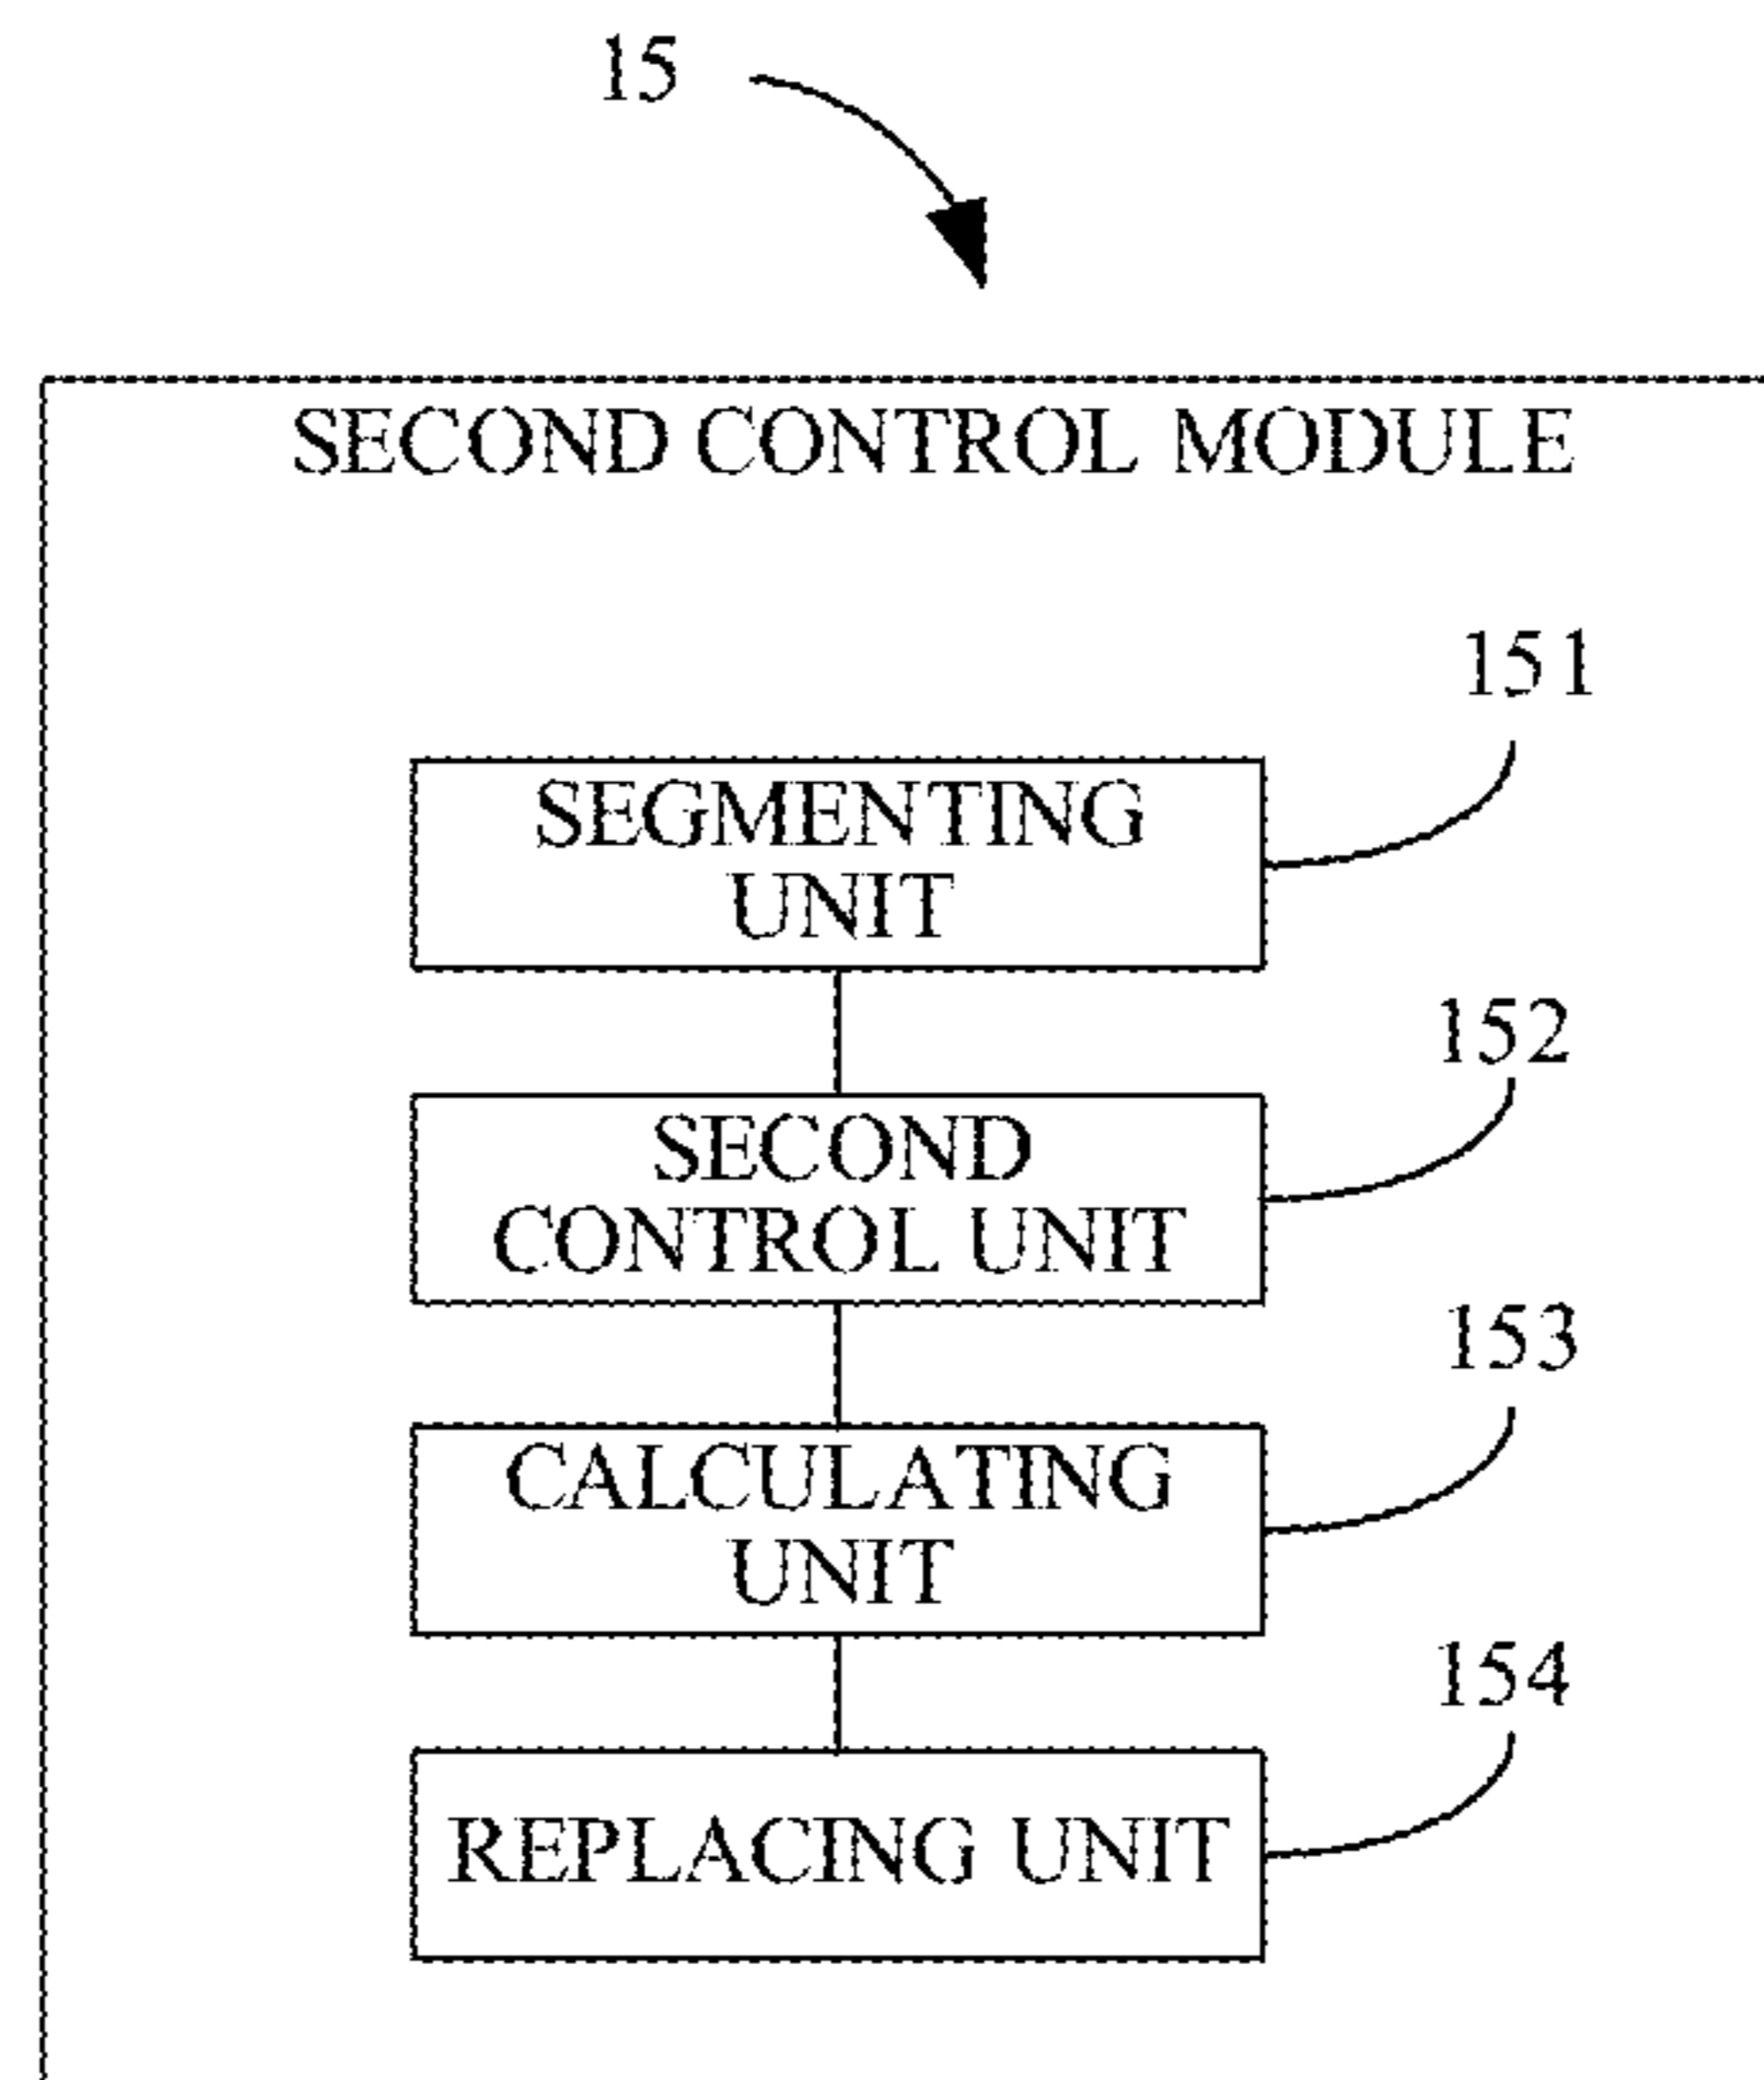 15
SECOND CONTROL MODULE
151
SEGMENTING
UNIT
152
SECOND
CONTROL UNIT
153
CALCULATING
UNIT
154
REPLACING UNIT